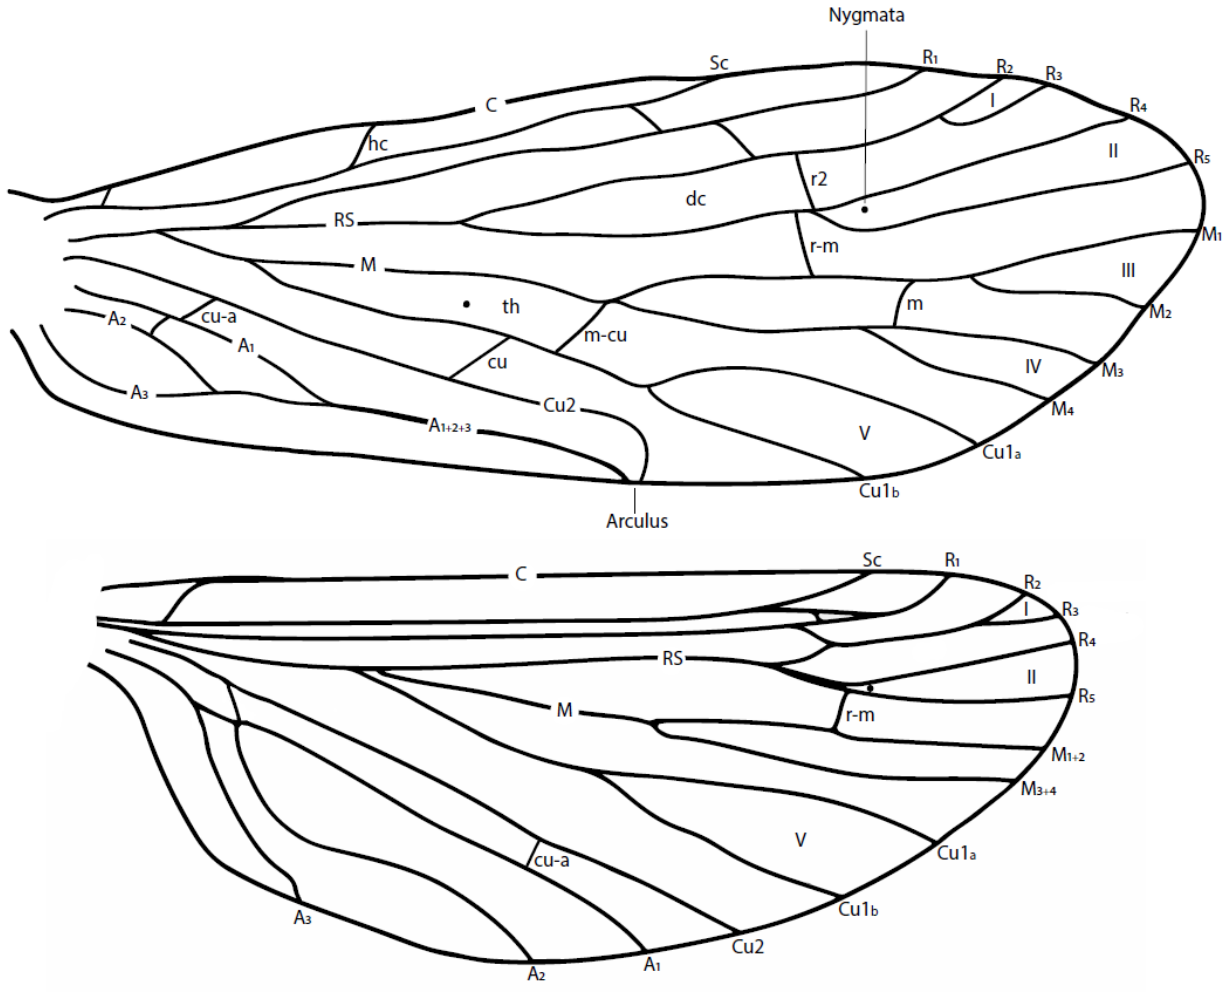 Nygmata
Sc
R1
R2
R3
C
I
R4
hc
II
R5
r2
dc
RS
M1
r-m
M
III
th
m
M2
A2
cu-a
m-cu
A1
cu
IV
M3
A3
Cu2
M4
A1+2+3
V
Cu1a
Cu1b
Arculus
Sc
R1
C
R2
I
R3
R4
RS
II
R5
M
r-m
M1+2
M3+4
V
Cu1a
cu-a
Cu1b
A3
Cu2
A1
A2